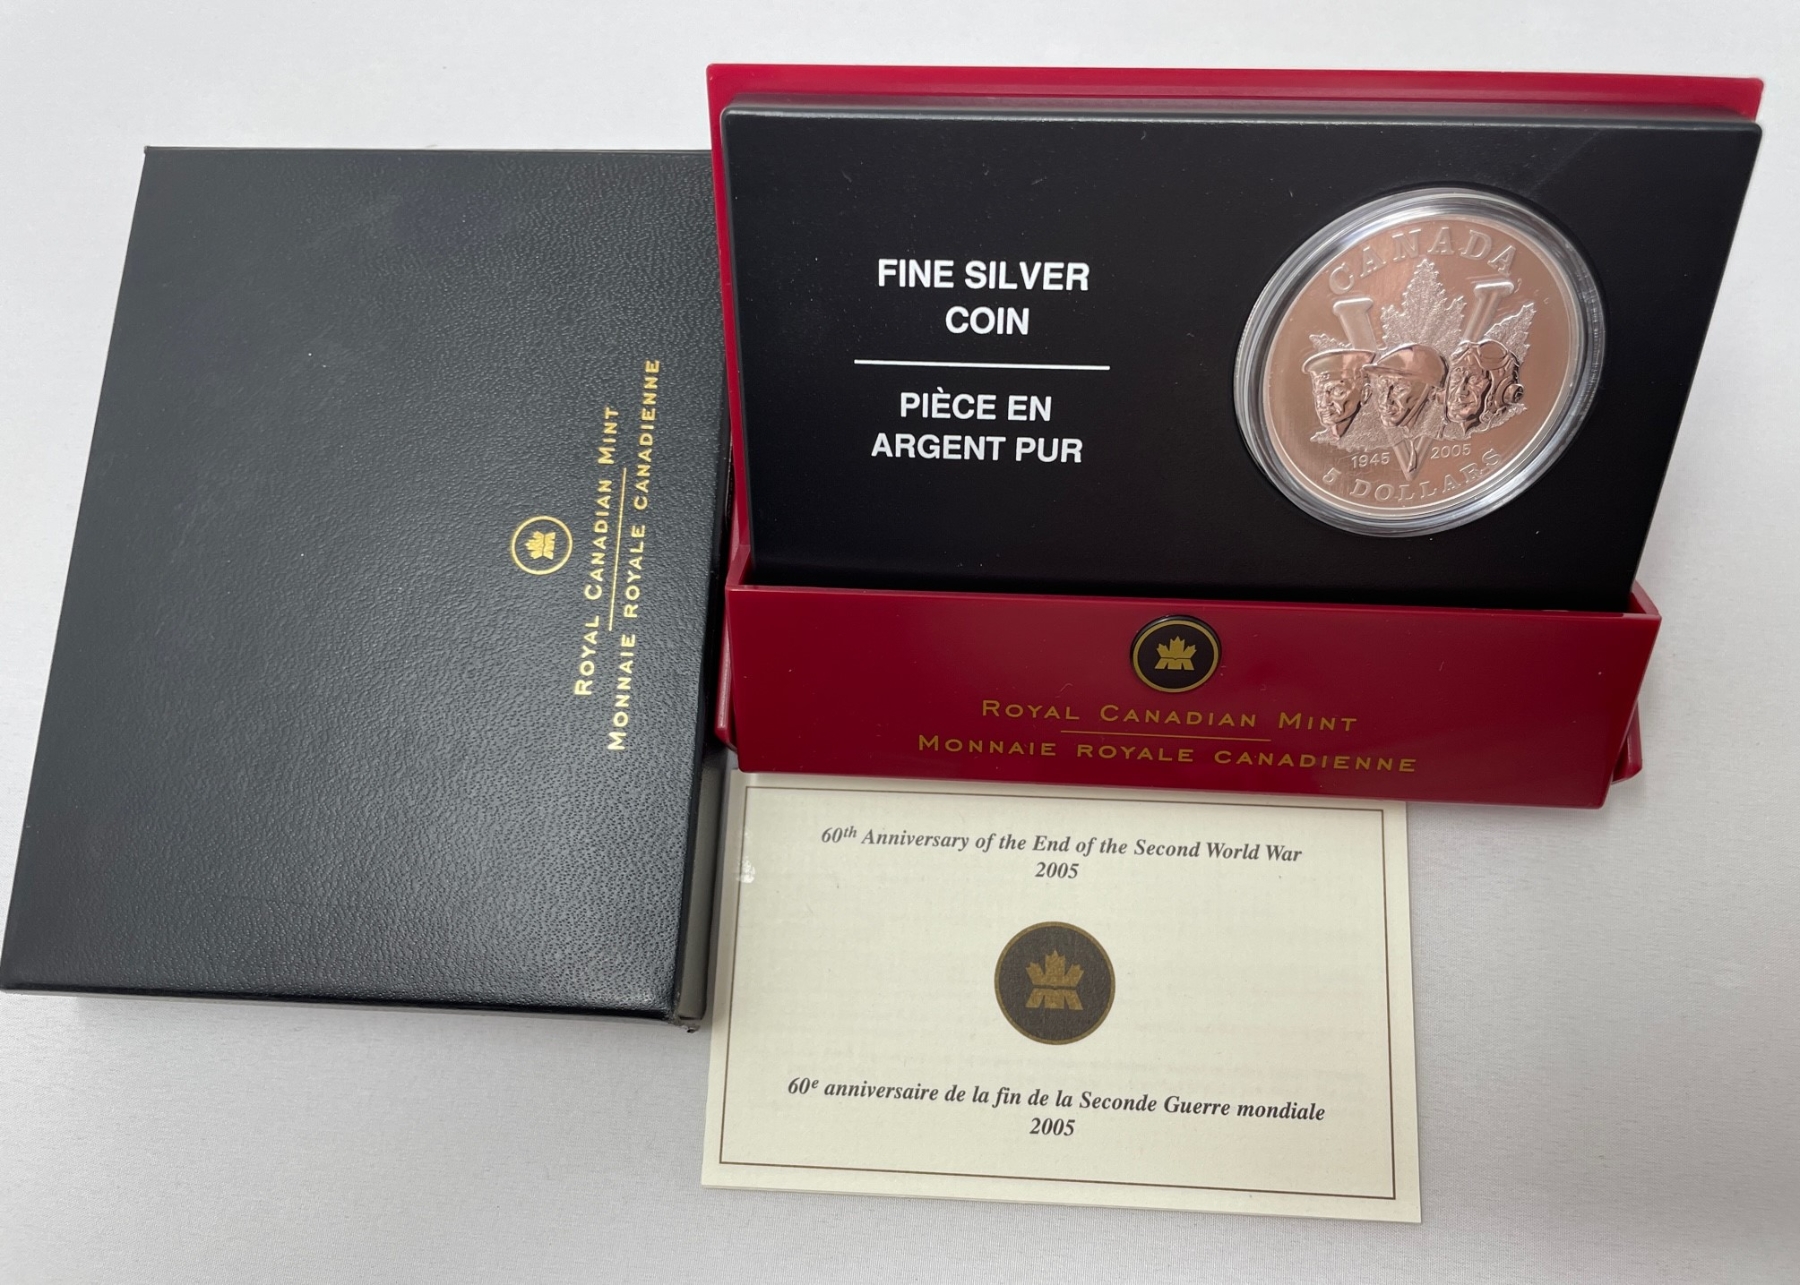 ROYAL CANADIAN MINT
MONNAIE ROYALE CANADIENNE
FINE SILVER
COIN
PIÈCE EN
ARGENT PUR
CANADA
1945 2005
5 DOLLARS
ROYAL CANADIAN MINT
MONNAIE ROYALE CANADIENNE
60th Anniversary of the End of the Second World War
2005
60e anniversaire de la fin de la Seconde Guerre mondiale
2005